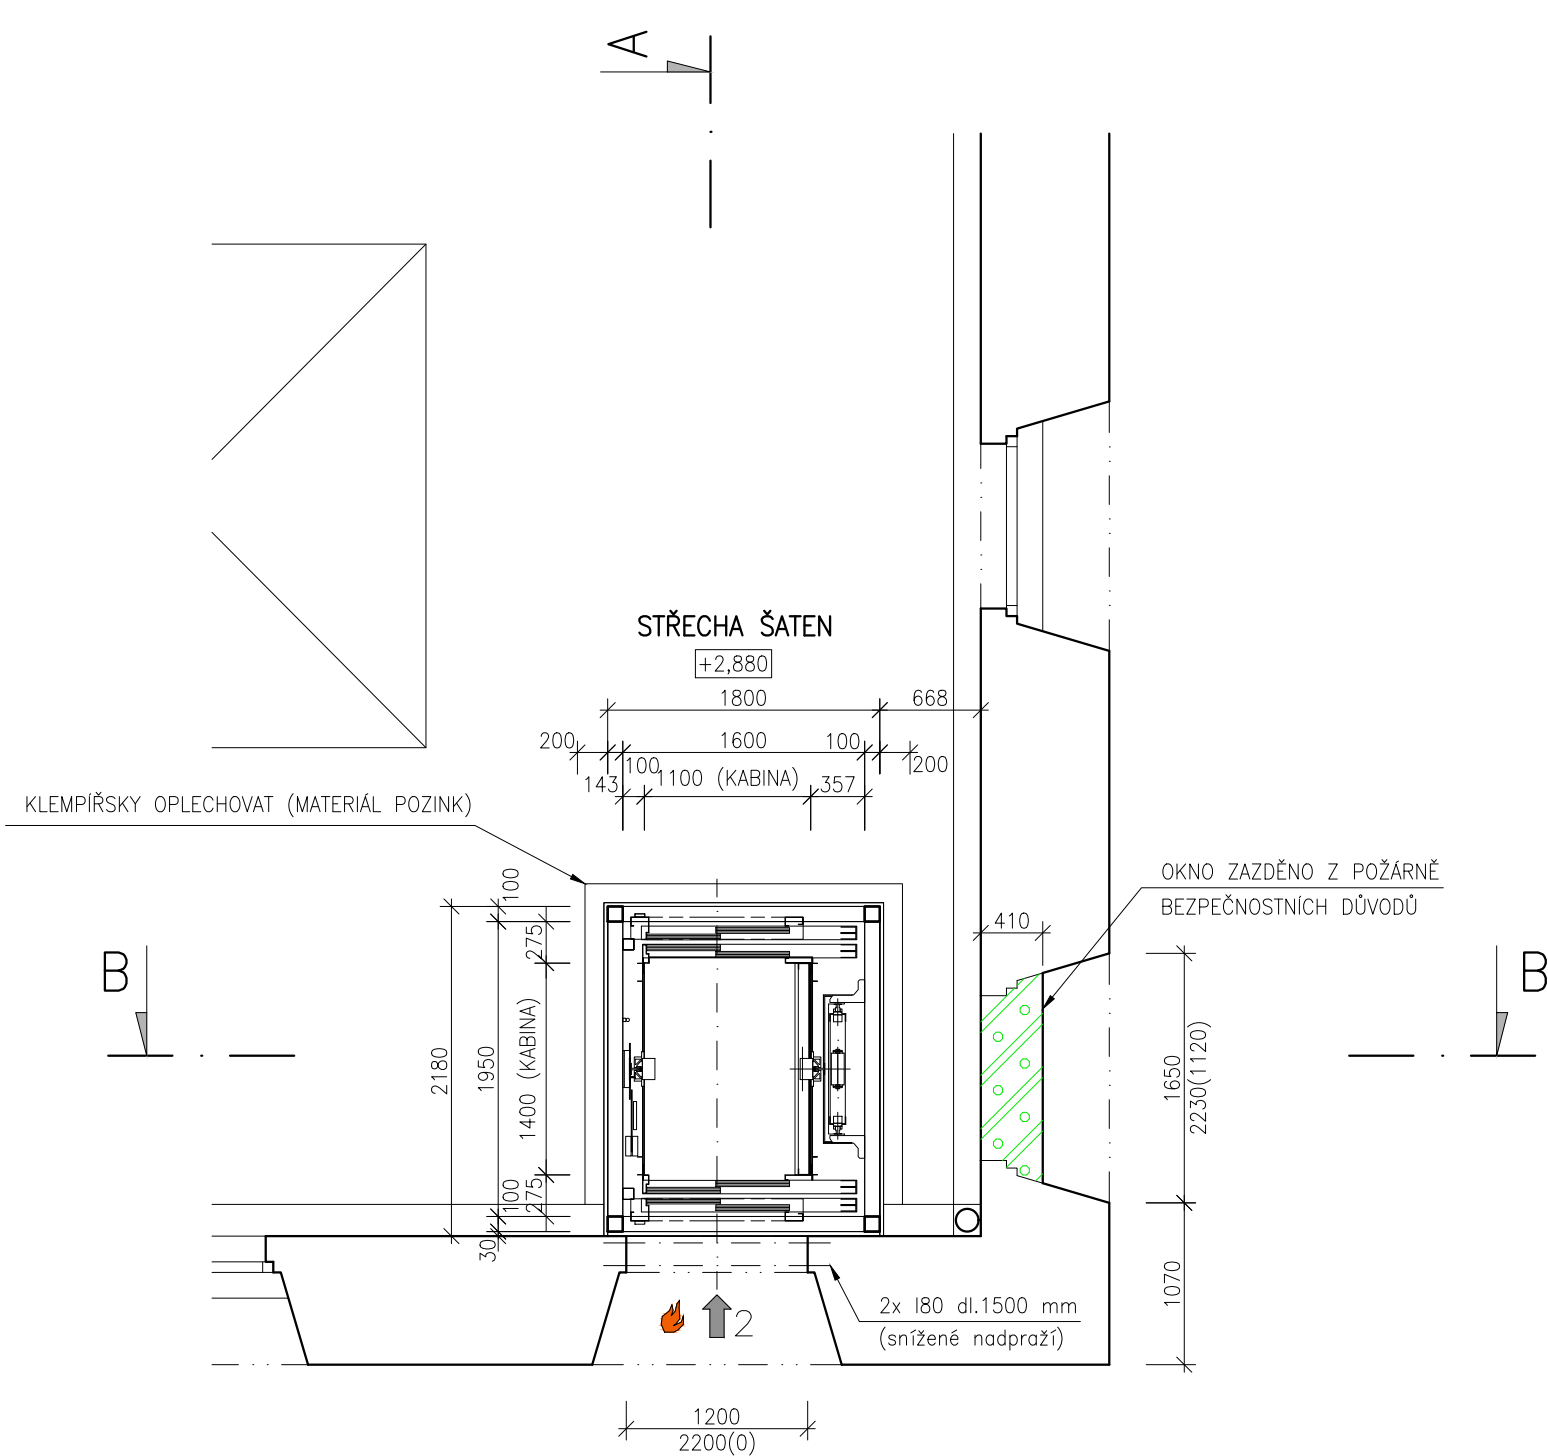 A
STŘECHA ŠATEN
+2,880
1800
668
200
1600
100
100
200
143
1100 (KABINA)
357
KLEMPÍŘSKY OPLECHOVAT (MATERIÁL POZINK)
OKNO ZAZDĚNO Z POŽÁRNĚ
BEZPEČNOSTNÍCH DŮVODŮ
100
410
275
B
B
2180
1950
1400 (KABINA)
1650
2230(1120)
100
275
30
1070
2x I80 dl.1500 mm
(snížené nadpraží)
2
1200
2200(0)